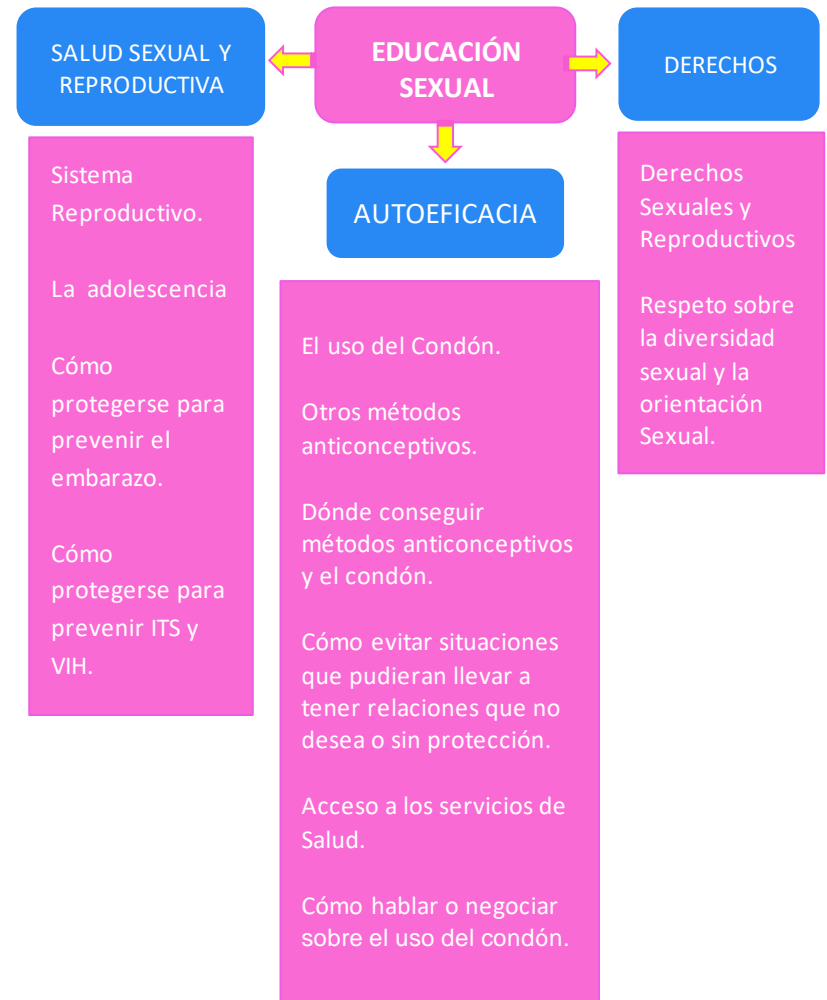 EDUCACIÓN
SEXUAL
SALUD SEXUAL Y
REPRODUCTIVA
Sistema
Reproductivo.
La adolescencia
Cómo
protegerse para
prevenir el
embarazo.
Cómo
protegerse para
prevenir ITS y
VIH.
AUTOEFICACIA
El uso del Condón.
Otros métodos
anticonceptivos.
Dónde conseguir
métodos anticonceptivos
y el condón.
Cómo evitar situaciones
que pudieran llevar a
tener relaciones que no
desea o sin protección.
Acceso a los servicios de
Salud.
Cómo hablar o negociar
sobre el uso del condón.
DERECHOS
Derechos
Sexuales y
Reproductivos
Respeto sobre
la diversidad
sexual y la
orientación
Sexual.